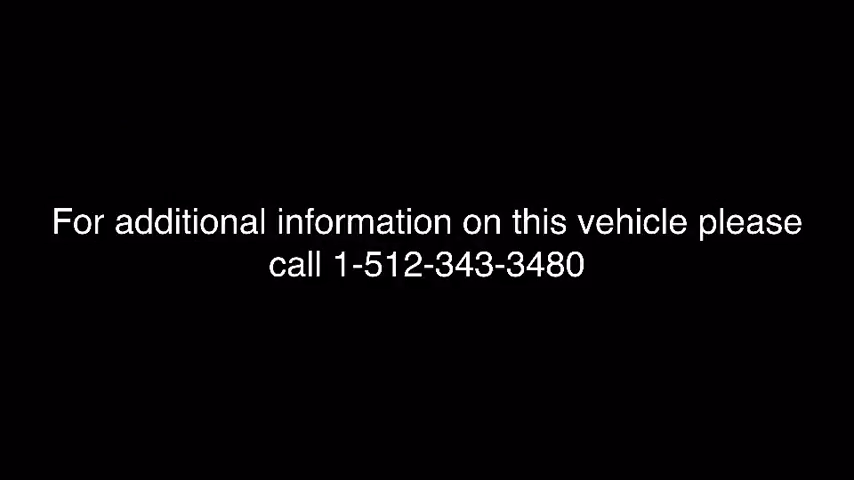 For additional information on this vehicle please
call 1-512-343-3480